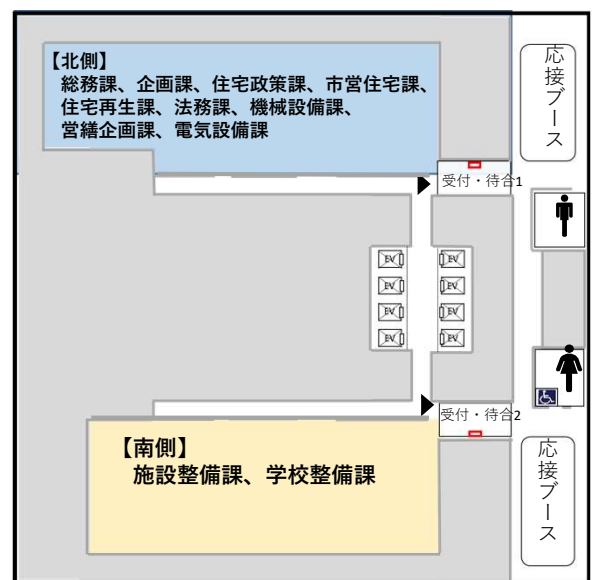 【北側】
総務課、企画課、住宅政策課、市営住宅課、
住宅再生課、法務課、機械設備課、
営繕企画課、電気設備課
応接ブース
受付・待合1
EV EV
EV EV
EV EV
EV EV
受付・待合2
【南側】
施設整備課、学校整備課
応接ブース